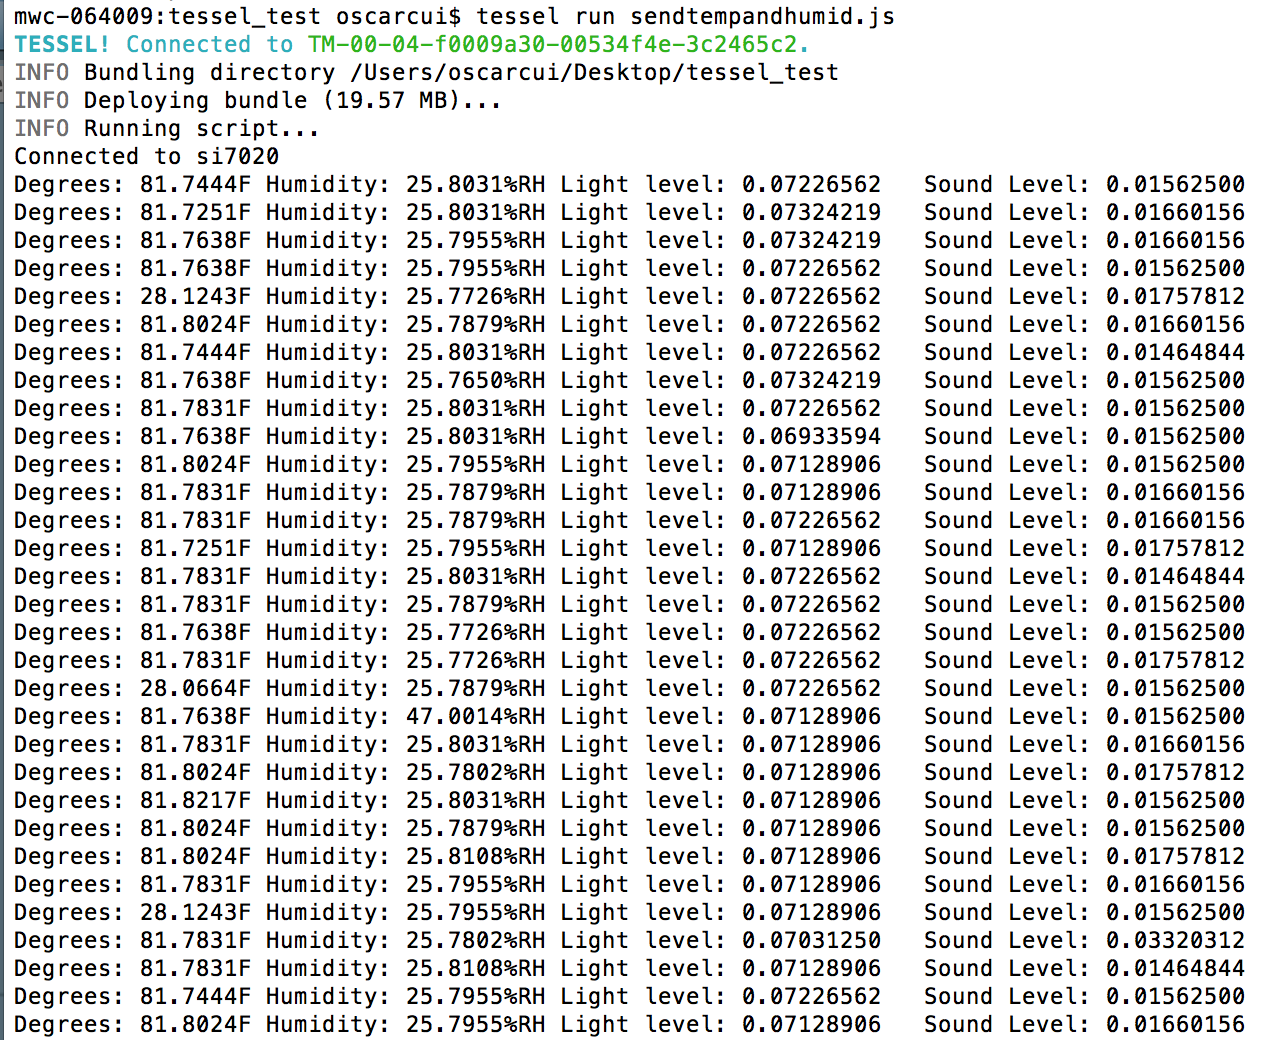 mwc-064009:tessel_test oscarcui$ tessel run sendtempandhumid.js
TESSEL! Connected to TM-00-04-f0009a30-00534f4e-3c2465c2.
INFO Bundling directory /Users/oscarcui/Desktop/tessel_test
INFO Deploying bundle (19.57 MB)...
INFO Running script...
Connected to si7020
Degrees: 81.7444F Humidity: 25.8031%RH Light level: 0.07226562   Sound Level: 0.01562500
Degrees: 81.7251F Humidity: 25.8031%RH Light level: 0.07324219   Sound Level: 0.01660156
Degrees: 81.7638F Humidity: 25.7955%RH Light level: 0.07324219   Sound Level: 0.01660156
Degrees: 81.7638F Humidity: 25.7955%RH Light level: 0.07226562   Sound Level: 0.01562500
Degrees: 28.1243F Humidity: 25.7726%RH Light level: 0.07226562   Sound Level: 0.01757812
Degrees: 81.8024F Humidity: 25.7879%RH Light level: 0.07226562   Sound Level: 0.01660156
Degrees: 81.7444F Humidity: 25.8031%RH Light level: 0.07226562   Sound Level: 0.01464844
Degrees: 81.7638F Humidity: 25.7650%RH Light level: 0.07324219   Sound Level: 0.01562500
Degrees: 81.7831F Humidity: 25.8031%RH Light level: 0.07226562   Sound Level: 0.01562500
Degrees: 81.7638F Humidity: 25.8031%RH Light level: 0.06933594   Sound Level: 0.01562500
Degrees: 81.8024F Humidity: 25.7955%RH Light level: 0.07128906   Sound Level: 0.01562500
Degrees: 81.7831F Humidity: 25.7879%RH Light level: 0.07128906   Sound Level: 0.01660156
Degrees: 81.7831F Humidity: 25.7879%RH Light level: 0.07226562   Sound Level: 0.01660156
Degrees: 81.7251F Humidity: 25.7955%RH Light level: 0.07128906   Sound Level: 0.01757812
Degrees: 81.7831F Humidity: 25.8031%RH Light level: 0.07226562   Sound Level: 0.01464844
Degrees: 81.7831F Humidity: 25.7879%RH Light level: 0.07226562   Sound Level: 0.01562500
Degrees: 81.7638F Humidity: 25.7726%RH Light level: 0.07226562   Sound Level: 0.01562500
Degrees: 81.7831F Humidity: 25.7726%RH Light level: 0.07226562   Sound Level: 0.01757812
Degrees: 28.0664F Humidity: 25.7879%RH Light level: 0.07226562   Sound Level: 0.01562500
Degrees: 81.7638F Humidity: 47.0014%RH Light level: 0.07128906   Sound Level: 0.01562500
Degrees: 81.7831F Humidity: 25.8031%RH Light level: 0.07128906   Sound Level: 0.01660156
Degrees: 81.8024F Humidity: 25.7802%RH Light level: 0.07128906   Sound Level: 0.01757812
Degrees: 81.8217F Humidity: 25.8031%RH Light level: 0.07128906   Sound Level: 0.01562500
Degrees: 81.8024F Humidity: 25.7879%RH Light level: 0.07128906   Sound Level: 0.01562500
Degrees: 81.8024F Humidity: 25.8108%RH Light level: 0.07128906   Sound Level: 0.01757812
Degrees: 81.7831F Humidity: 25.7955%RH Light level: 0.07128906   Sound Level: 0.01660156
Degrees: 28.1243F Humidity: 25.7955%RH Light level: 0.07128906   Sound Level: 0.01562500
Degrees: 81.7831F Humidity: 25.7802%RH Light level: 0.07031250   Sound Level: 0.03320312
Degrees: 81.7831F Humidity: 25.8108%RH Light level: 0.07128906   Sound Level: 0.01464844
Degrees: 81.7444F Humidity: 25.7955%RH Light level: 0.07226562   Sound Level: 0.01562500
Degrees: 81.8024F Humidity: 25.7955%RH Light level: 0.07128906   Sound Level: 0.01660156